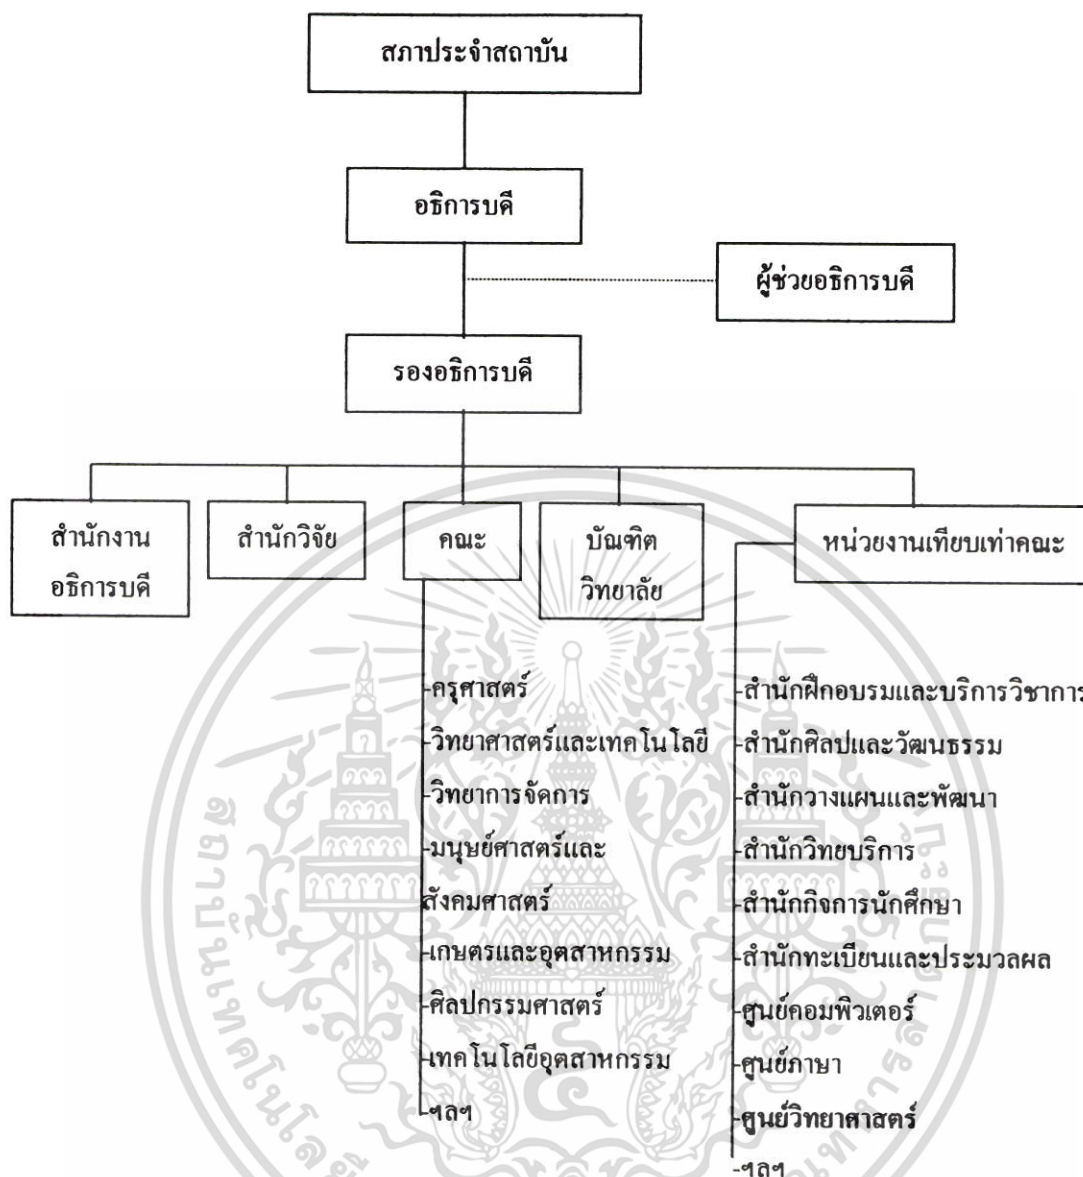 สภาประจำสถาบัน
อธิการบดี
ผู้ช่วยอธิการบดี
รองอธิการบดี
สำนักงาน
อธิการบดี
สำนักวิจัย
คณะ
บัณฑิต
วิทยาลัย
หน่วยงานเทียบเท่าคณะ
-ครุศาสตร์
-วิทยาศาสตร์และเทคโนโลยี
-วิทยาการจัดการ
-มนุษย์ศาสตร์และ
สังคมศาสตร์
-เกษตรและอุตสาหกรรม
-ศิลปกรรมศาสตร์
-เทคโนโลยีอุตสาหกรรม
-ฯลฯ
-สำนักฝึกอบรมและบริการวิชาการ
-สำนักศิลปและวัฒนธรรม
-สำนักวางแผนและพัฒนา
-สำนักวิทยบริการ
-สำนักกิจการนักศึกษา
-สำนักทะเบียนและประมวลผล
-ศูนย์คอมพิวเตอร์
-ศูนย์ภาษา
-ศูนย์วิทยาศาสตร์
-ฯลฯ